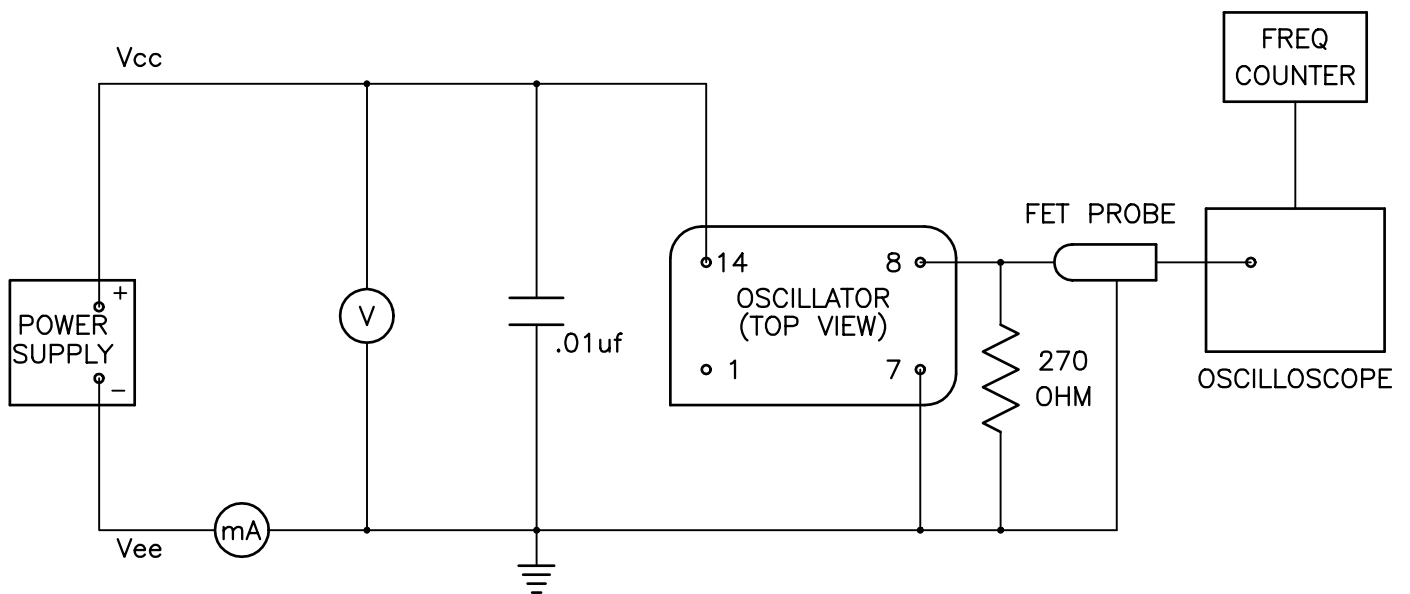 Vcc
FREQ
COUNTER
FET PROBE
14
8
+
POWER
SUPPLY
−
V
.01uf
OSCILLATOR
(TOP VIEW)
1
7
270
OHM
OSCILLOSCOPE
mA
Vee